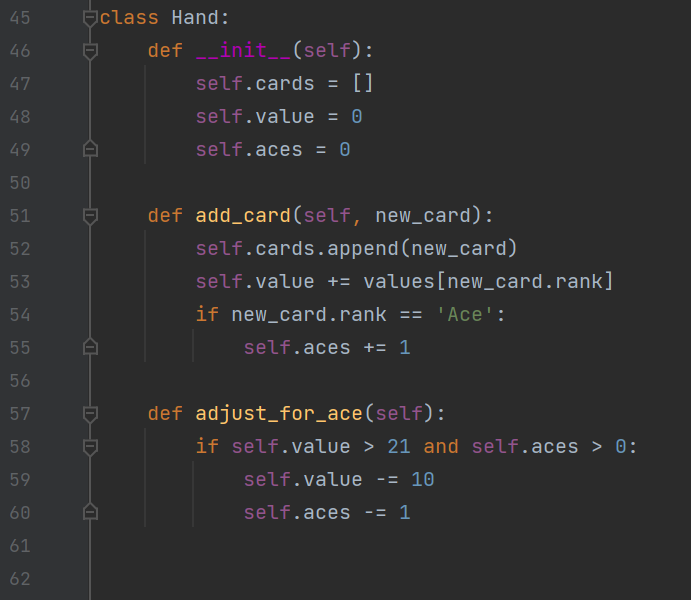 45 class Hand:
46     def __init__(self):
47         self.cards = []
48         self.value = 0
49         self.aces = 0
50
51     def add_card(self, new_card):
52         self.cards.append(new_card)
53         self.value += values[new_card.rank]
54         if new_card.rank == 'Ace':
55             self.aces += 1
56
57     def adjust_for_ace(self):
58         if self.value > 21 and self.aces > 0:
59             self.value -= 10
60             self.aces -= 1
61
62